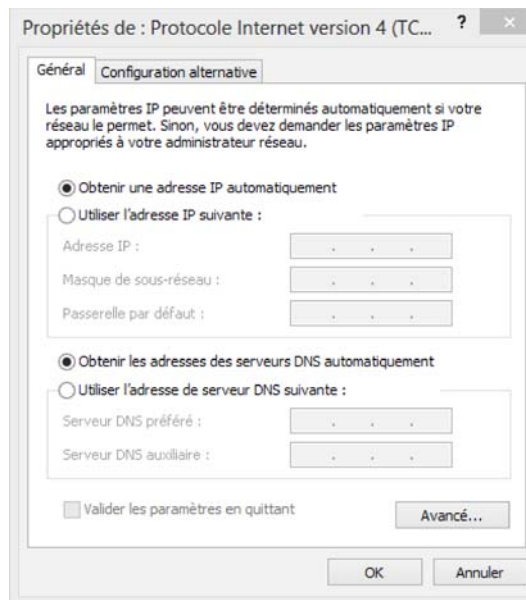 Propriétés de : Protocole Internet version 4 (TC... ? ×
Général Configuration alternative
Les paramètres IP peuvent être déterminés automatiquement si votre
réseau le permet. Sinon, vous devez demander les paramètres IP
appropriés à votre administrateur réseau.
Obtenir une adresse IP automatiquement
Utiliser l'adresse IP suivante :
Adresse IP :
Masque de sous-réseau :
Passerelle par défaut :
Obtenir les adresses des serveurs DNS automatiquement
Utiliser l'adresse de serveur DNS suivante :
Serveur DNS préféré :
Serveur DNS auxiliaire :
Valider les paramètres en quittant
Avancé...
OK Annuler